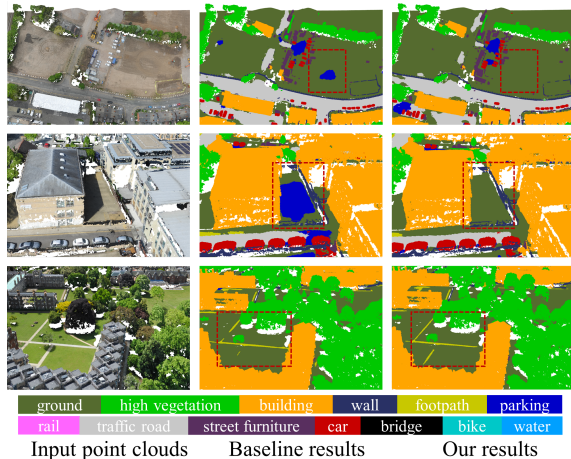 ground high vegetation building wall footpath parking
rail traffic road street furniture car bridge bike water
Input point clouds Baseline results Our results